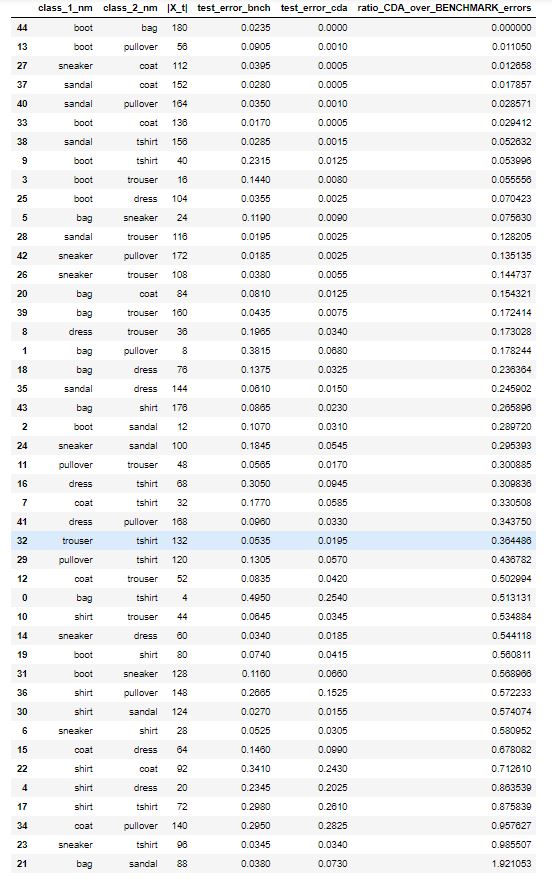 class_1_nm class_2_nm |X_t| test_error_bnch test_error_cda ratio_CDA_over_BENCHMARK_errors
44 boot bag 180 0.0235 0.0000 0.000000
13 boot pullover 56 0.0905 0.0010 0.011050
27 sneaker coat 112 0.0395 0.0005 0.012658
37 sandal coat 152 0.0280 0.0005 0.017857
40 sandal pullover 164 0.0350 0.0010 0.028571
33 boot coat 136 0.0170 0.0005 0.029412
38 sandal tshirt 156 0.0285 0.0015 0.052632
9 boot tshirt 40 0.2315 0.0125 0.053996
3 boot trouser 16 0.1440 0.0080 0.055556
25 boot dress 104 0.0355 0.0025 0.070423
5 bag sneaker 24 0.1190 0.0090 0.075630
28 sandal trouser 116 0.0195 0.0025 0.128205
42 sneaker pullover 172 0.0185 0.0025 0.135135
26 sneaker trouser 108 0.0380 0.0055 0.144737
20 bag coat 84 0.0810 0.0125 0.154321
39 bag trouser 160 0.0435 0.0075 0.172414
8 dress trouser 36 0.1965 0.0340 0.173028
1 bag pullover 8 0.3815 0.0680 0.178244
18 bag dress 76 0.1375 0.0325 0.236364
35 sandal dress 144 0.0610 0.0150 0.245902
43 bag shirt 176 0.0865 0.0230 0.265896
2 boot sandal 12 0.1070 0.0310 0.289720
24 sneaker sandal 100 0.1845 0.0545 0.295393
11 pullover trouser 48 0.0565 0.0170 0.300885
16 dress tshirt 68 0.3050 0.0945 0.309836
7 coat tshirt 32 0.1770 0.0585 0.330508
41 dress pullover 168 0.0960 0.0330 0.343750
32 trouser tshirt 132 0.0535 0.0195 0.364486
29 pullover tshirt 120 0.1305 0.0570 0.436782
12 coat trouser 52 0.0835 0.0420 0.502994
0 bag tshirt 4 0.4950 0.2540 0.513131
10 shirt trouser 44 0.0645 0.0345 0.534884
14 sneaker dress 60 0.0340 0.0185 0.544118
19 boot shirt 80 0.0740 0.0415 0.560811
31 boot sneaker 128 0.1160 0.0660 0.568966
36 shirt pullover 148 0.2665 0.1525 0.572233
30 shirt sandal 124 0.0270 0.0155 0.574074
6 sneaker shirt 28 0.0525 0.0305 0.580952
15 coat dress 64 0.1460 0.0990 0.678082
22 shirt coat 92 0.3410 0.2430 0.712610
4 shirt dress 20 0.2345 0.2025 0.863539
17 shirt tshirt 72 0.2980 0.2610 0.875839
34 coat pullover 140 0.2950 0.2825 0.957627
23 sneaker tshirt 96 0.0345 0.0340 0.985507
21 bag sandal 88 0.0380 0.0730 1.921053